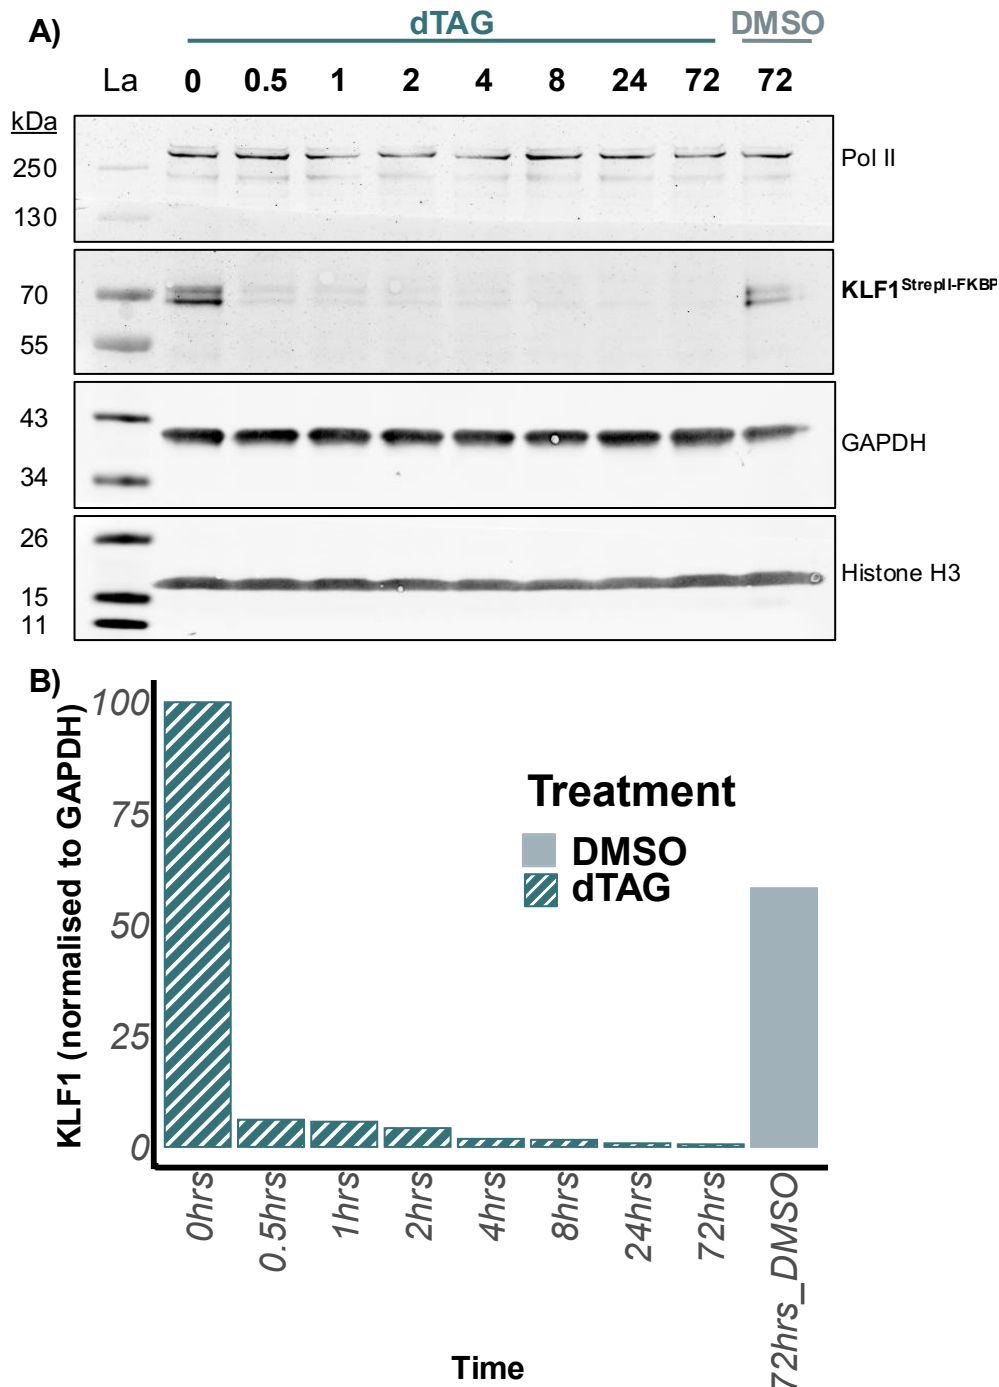 A)
dTAG
DMSO
La 0 0.5 1 2 4 8 24 72 72
kDa
250
130
Pol II
70
55
KLF1StrepII-FKBP
43
34
GAPDH
26
15
11
Histone H3
B)
KLF1 (normalised to GAPDH)
100
75
50
25
0
Treatment
DMSO
dTAG
0hrs
0.5hrs
1hrs
2hrs
4hrs
8hrs
24hrs
72hrs
72hrs_DMSO
Time